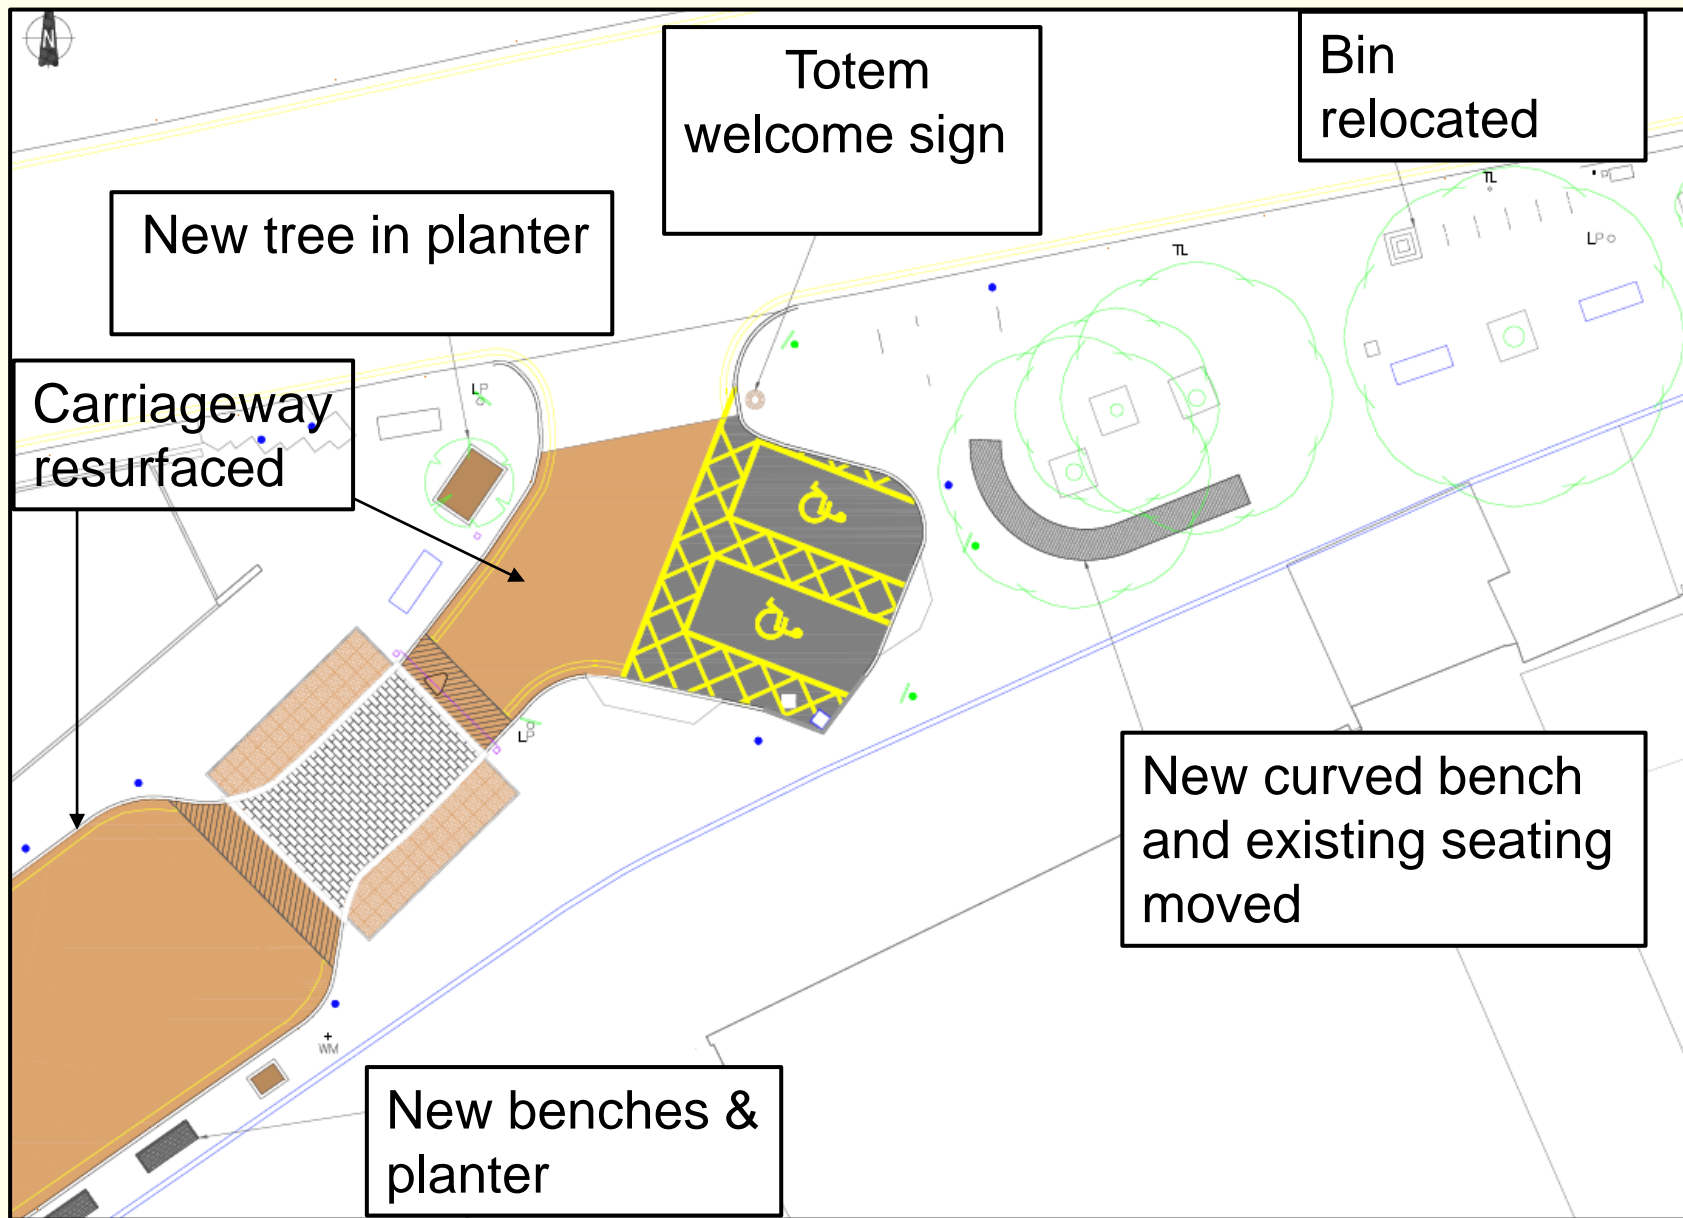 N
Totem
welcome sign
Bin
relocated
New tree in planter
Carriageway
resurfaced
TL
TL
LP
LP
LP
New curved bench
and existing seating
moved
WM
New benches &
planter